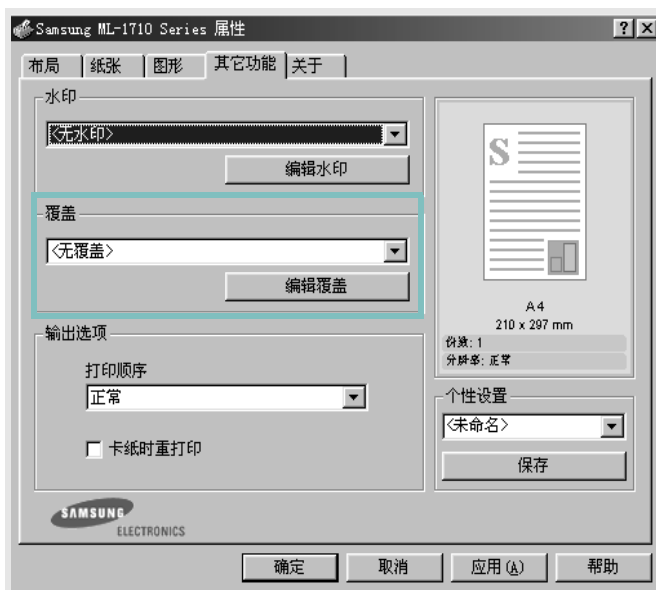 Samsung ML-1710 Series 属性
布局 纸张 图形 其它功能 关于
水印
<无水印>
编辑水印
覆盖
<无覆盖>
编辑覆盖
输出选项
打印顺序
正常
卡纸时重打印
S
A4
210 x 297 mm
份数: 1
分辨率: 正常
个性设置
<未命名>
保存
SAMSUNG
ELECTRONICS
确定 取消 应用(A) 帮助